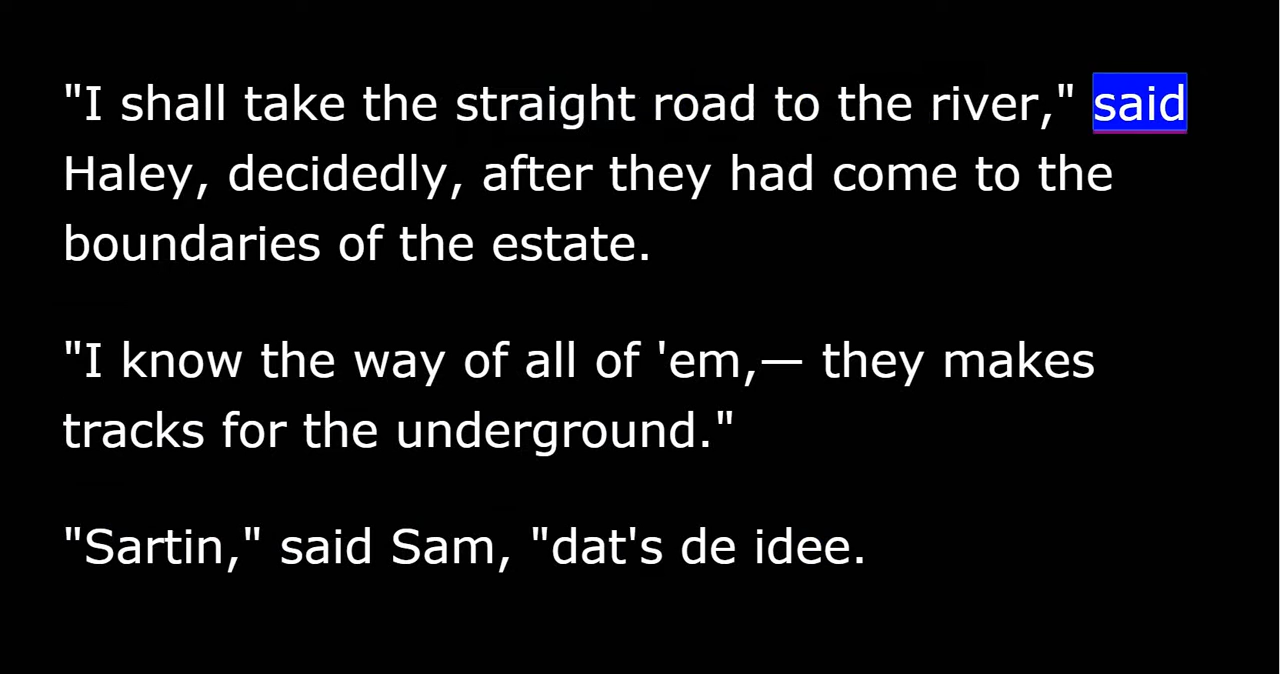 "I shall take the straight road to the river," said
Haley, decidedly, after they had come to the
boundaries of the estate.
"I know the way of all of 'em,— they makes
tracks for the underground."
"Sartin," said Sam, "dat's de idee.